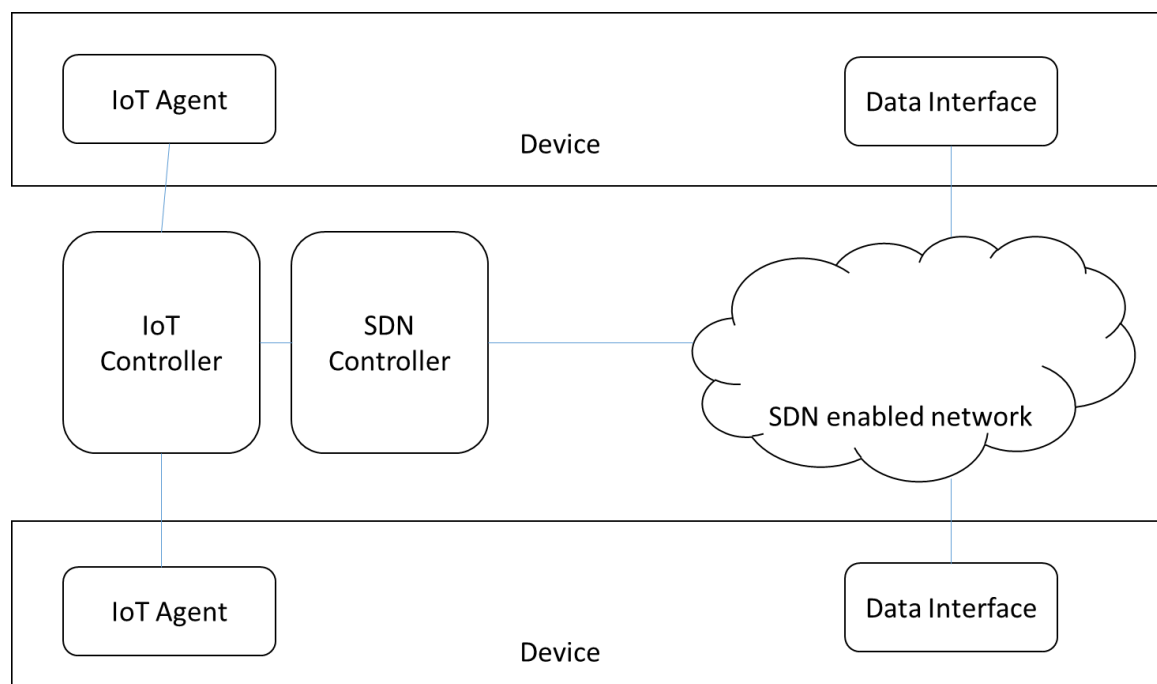 IoT Agent
Data Interface
Device
IoT
Controller
SDN
Controller
SDN enabled network
IoT Agent
Data Interface
Device